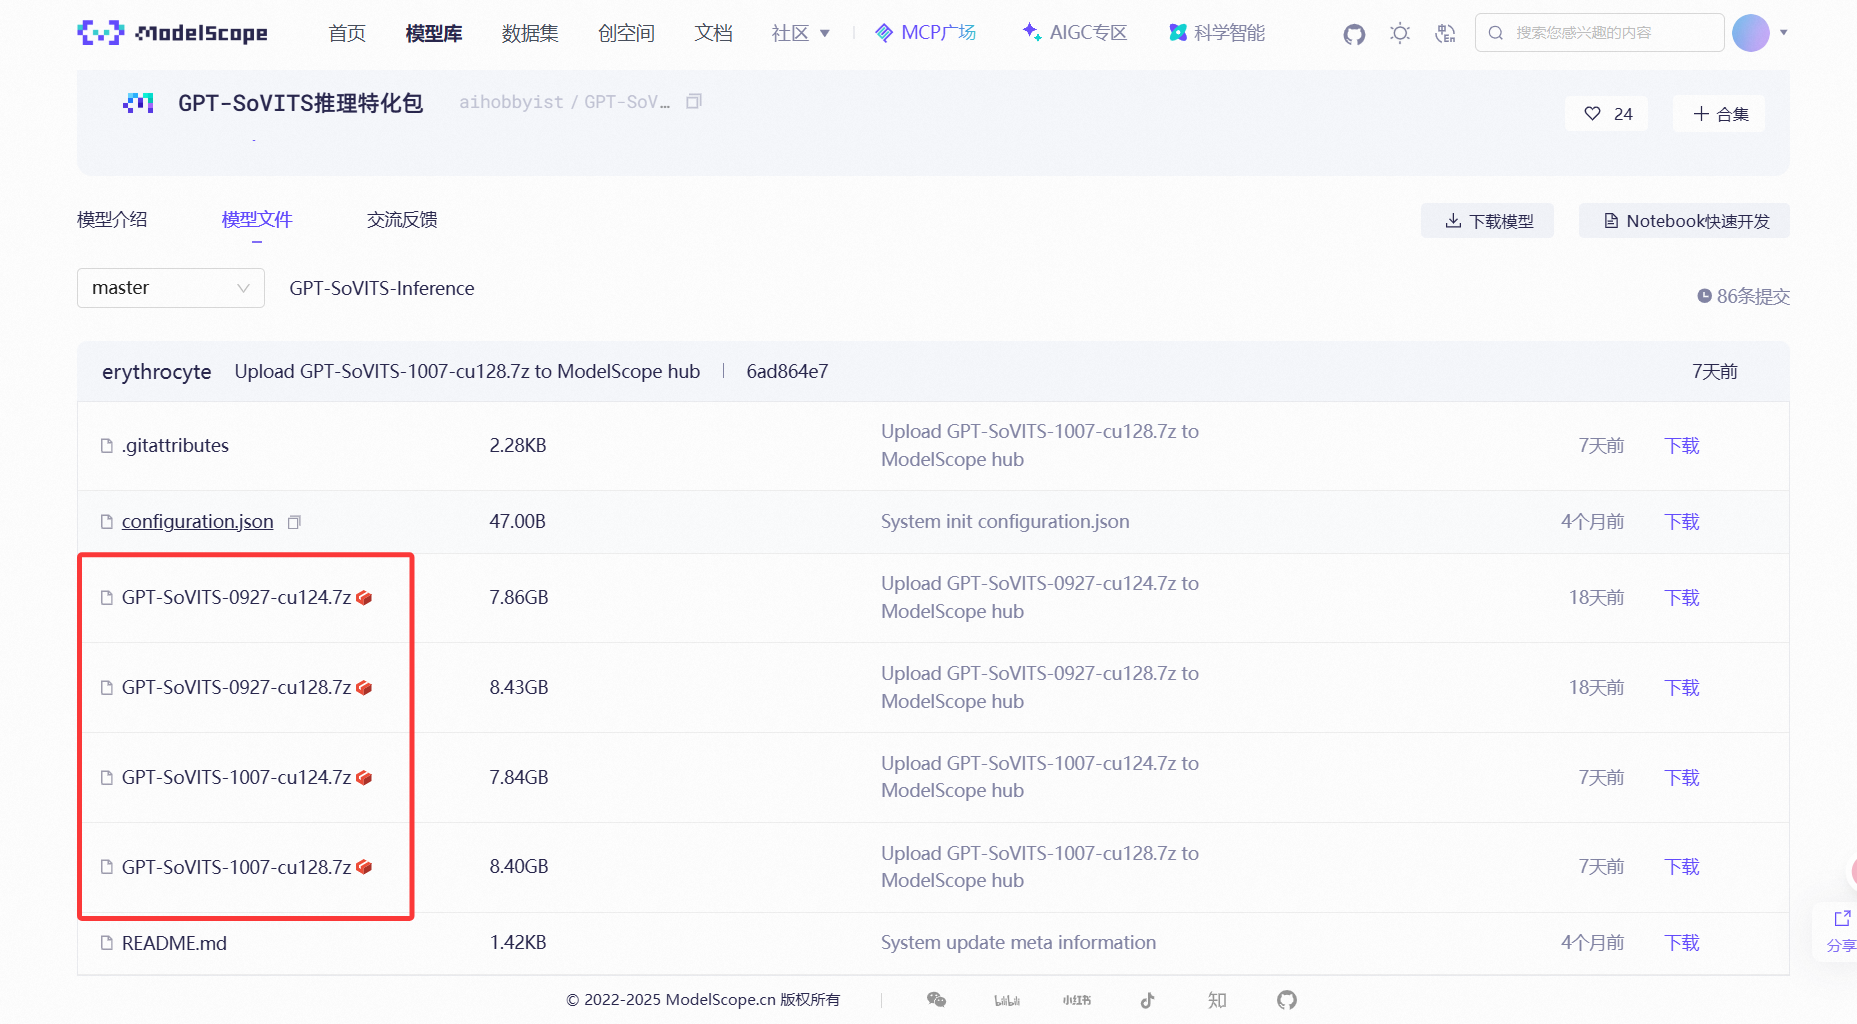 ModelScope 首页 模型库 数据集 创空间 文档 社区 MCP广场 AIGC专区 科学智能 搜索您感兴趣的内容
GPT-SoVITS推理特化包 aihobbyist / GPT-SoV... 24 合集
模型介绍 模型文件 交流反馈 下载模型 Notebook快速开发
master GPT-SoVITS-Inference 86条提交
erythrocyte Upload GPT-SoVITS-1007-cu128.7z to ModelScope hub 6ad864e7 7天前
.gitattributes 2.28KB Upload GPT-SoVITS-1007-cu128.7z to
ModelScope hub 7天前 下载
configuration.json 47.00B System init configuration.json 4个月前 下载
GPT-SoVITS-0927-cu124.7z 7.86GB Upload GPT-SoVITS-0927-cu124.7z to
ModelScope hub 18天前 下载
GPT-SoVITS-0927-cu128.7z 8.43GB Upload GPT-SoVITS-0927-cu128.7z to
ModelScope hub 18天前 下载
GPT-SoVITS-1007-cu124.7z 7.84GB Upload GPT-SoVITS-1007-cu124.7z to
ModelScope hub 7天前 下载
GPT-SoVITS-1007-cu128.7z 8.40GB Upload GPT-SoVITS-1007-cu128.7z to
ModelScope hub 7天前 下载
README.md 1.42KB System update meta information 4个月前 下载
分享
© 2022-2025 ModelScope.cn 版权所有 bilibili 小红书 知